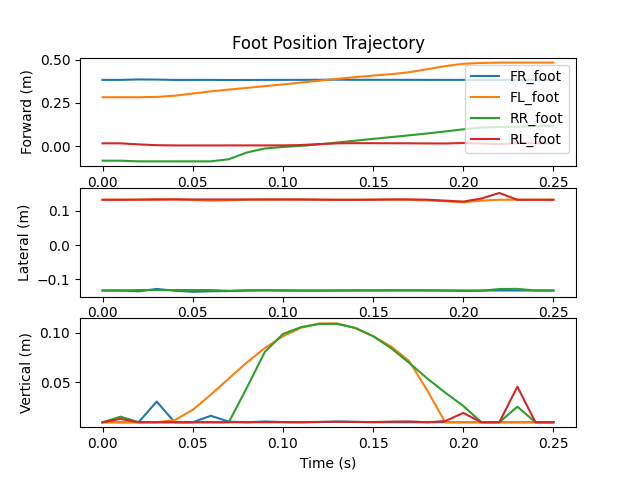 Foot Position Trajectory
Forward (m)
0.50
0.25
0.00
FR_foot
FL_foot
RR_foot
RL_foot
0.00 0.05 0.10 0.15 0.20 0.25
Lateral (m)
0.1
0.0
−0.1
0.00 0.05 0.10 0.15 0.20 0.25
Vertical (m)
0.10
0.05
0.00 0.05 0.10 0.15 0.20 0.25
Time (s)